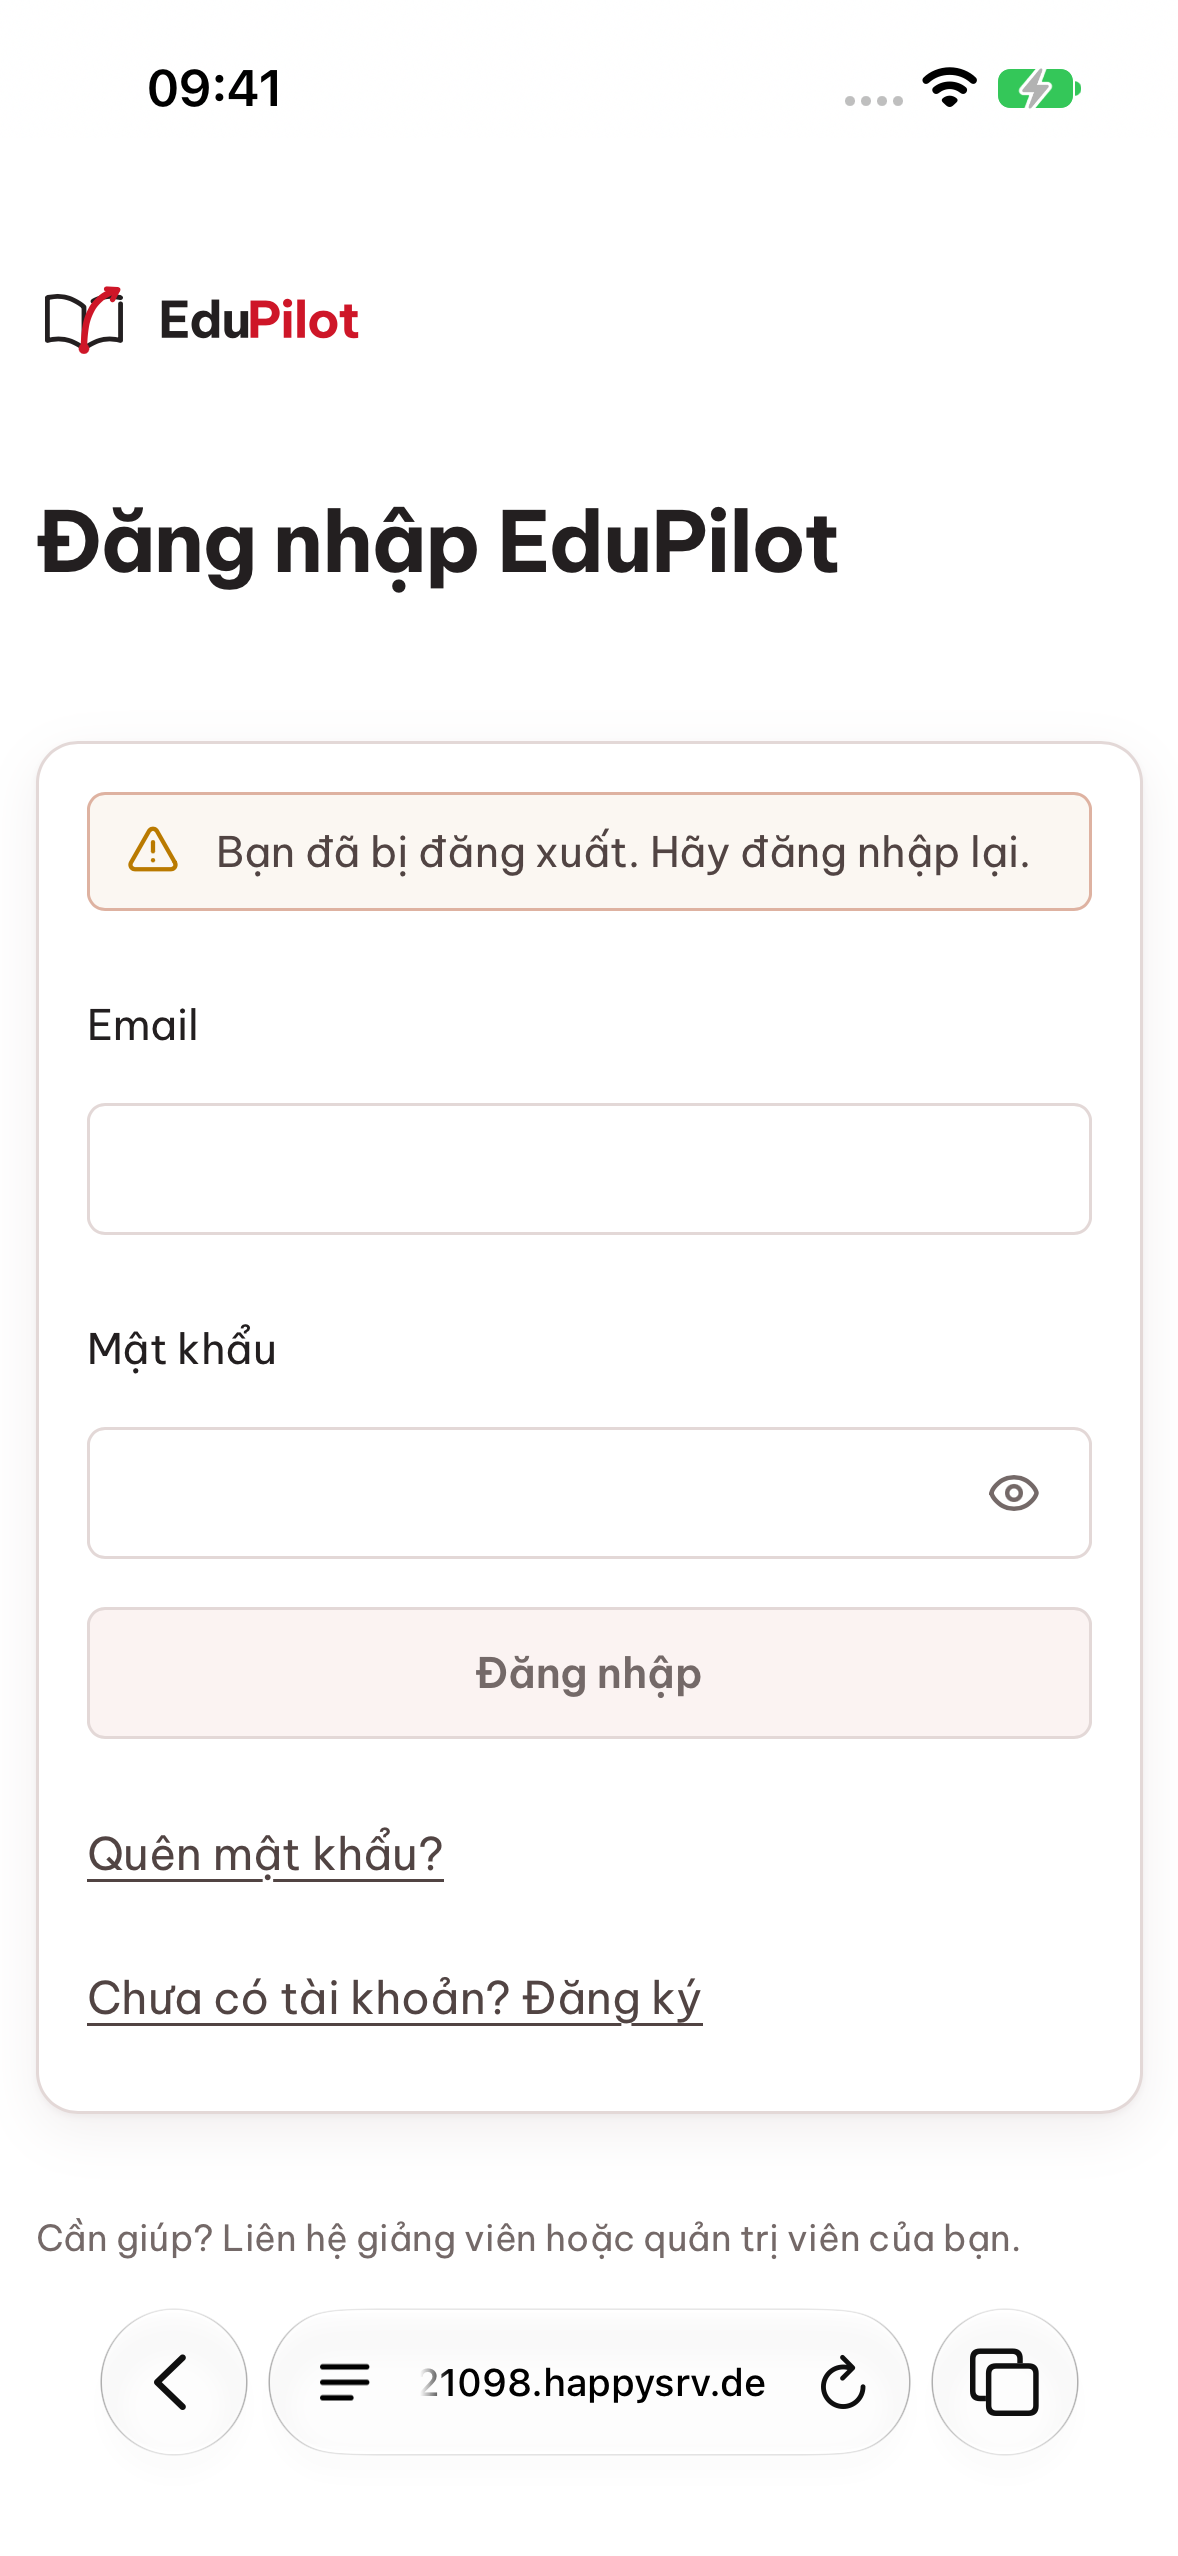 09:41
EduPilot
Đăng nhập EduPilot
Bạn đã bị đăng xuất. Hãy đăng nhập lại.
Email
Mật khẩu
Đăng nhập
Quên mật khẩu?
Chưa có tài khoản? Đăng ký
Cần giúp? Liên hệ giảng viên hoặc quản trị viên của bạn.
21098.happysrv.de